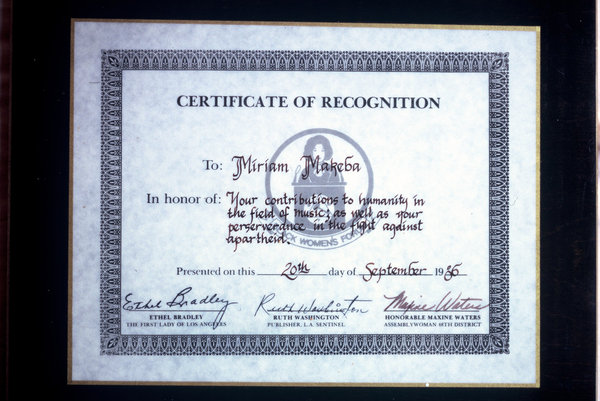 CERTIFICATE OF RECOGNITION
To: Miriam Makeba
In honor of: Your contributions to humanity in
the field of music, as well as your
perserverance in the fight against
apartheid.
BLACK WOMEN'S FORUM
Presented on this 20th day of September 1986
Ethel Bradley Ruth Washington Maxine Waters
ETHEL BRADLEY RUTH WASHINGTON HONORABLE MAXINE WATERS
THE FIRST LADY OF LOS ANGELES PUBLISHER, L.A. SENTINEL ASSEMBLYWOMAN 48TH DISTRICT